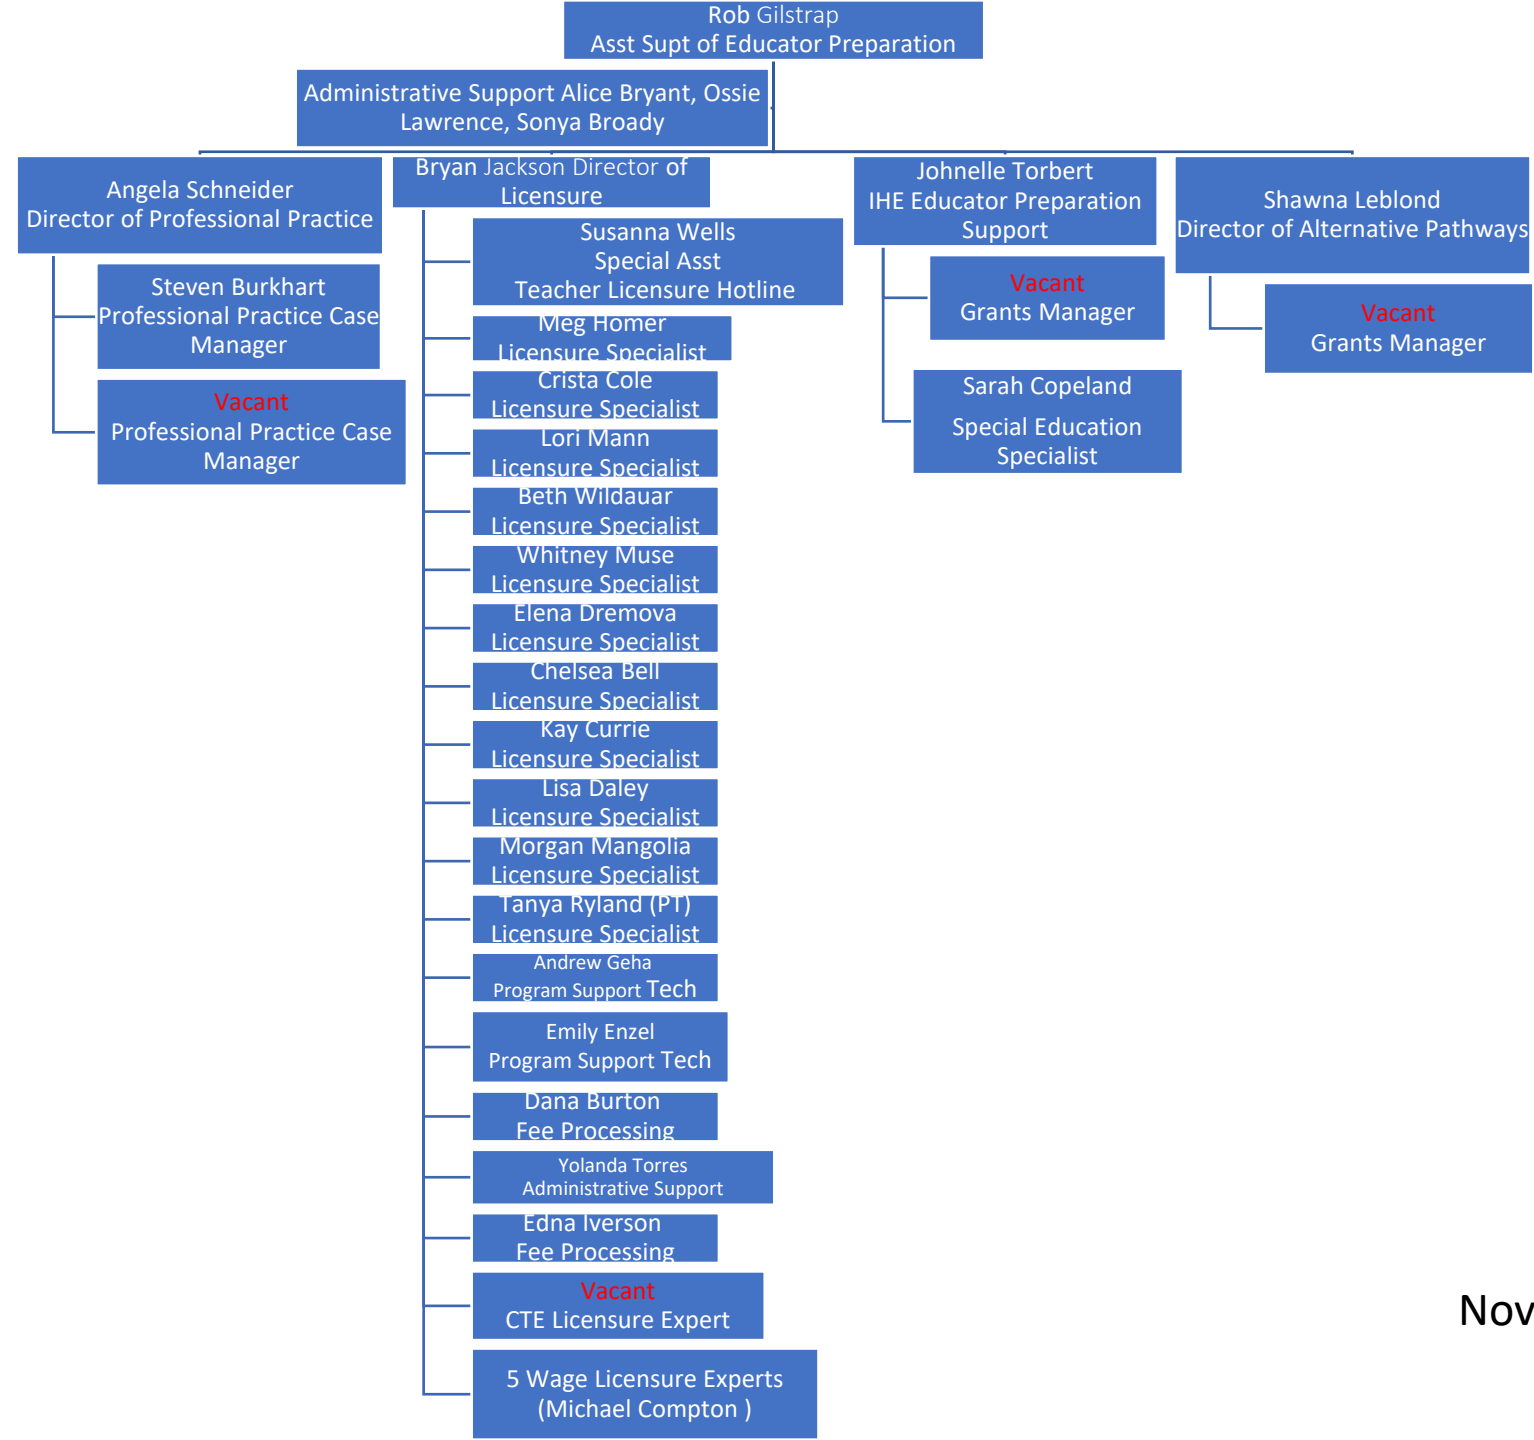 Rob Gilstrap
Asst Supt of Educator Preparation
Administrative Support Alice Bryant, Ossie
Lawrence, Sonya Broady
Angela Schneider
Director of Professional Practice
Steven Burkhart
Professional Practice Case
Manager
Vacant
Professional Practice Case
Manager
Bryan Jackson Director of
Licensure
Susanna Wells
Special Asst
Teacher Licensure Hotline
Meg Homer
Licensure Specialist
Crista Cole
Licensure Specialist
Lori Mann
Licensure Specialist
Beth Wildauar
Licensure Specialist
Whitney Muse
Licensure Specialist
Elena Dremova
Licensure Specialist
Chelsea Bell
Licensure Specialist
Kay Currie
Licensure Specialist
Lisa Daley
Licensure Specialist
Morgan Mangolia
Licensure Specialist
Tanya Ryland (PT)
Licensure Specialist
Andrew Geha
Program Support Tech
Emily Enzel
Program Support Tech
Dana Burton
Fee Processing
Yolanda Torres
Administrative Support
Edna Iverson
Fee Processing
Vacant
CTE Licensure Expert
5 Wage Licensure Experts
(Michael Compton )
Johnelle Torbert
IHE Educator Preparation
Support
Vacant
Grants Manager
Sarah Copeland
Special Education
Specialist
Shawna Leblond
Director of Alternative Pathways
Vacant
Grants Manager
Nov